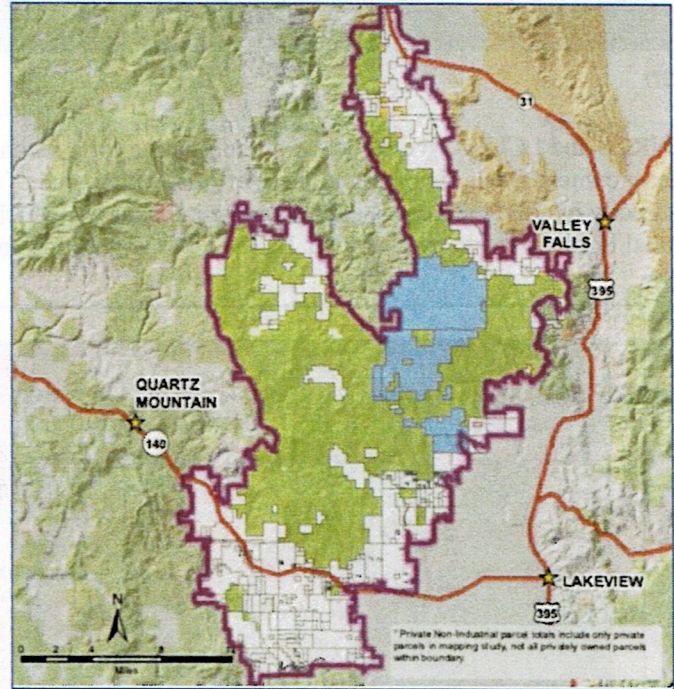 31
VALLEY
FALLS
395
QUARTZ
MOUNTAIN
140
LAKEVIEW
395
N
0
4
8
Miles
* Private Non-Industrial parcel totals include only private
parcels in mapping study, not all privately owned parcels
within boundary.